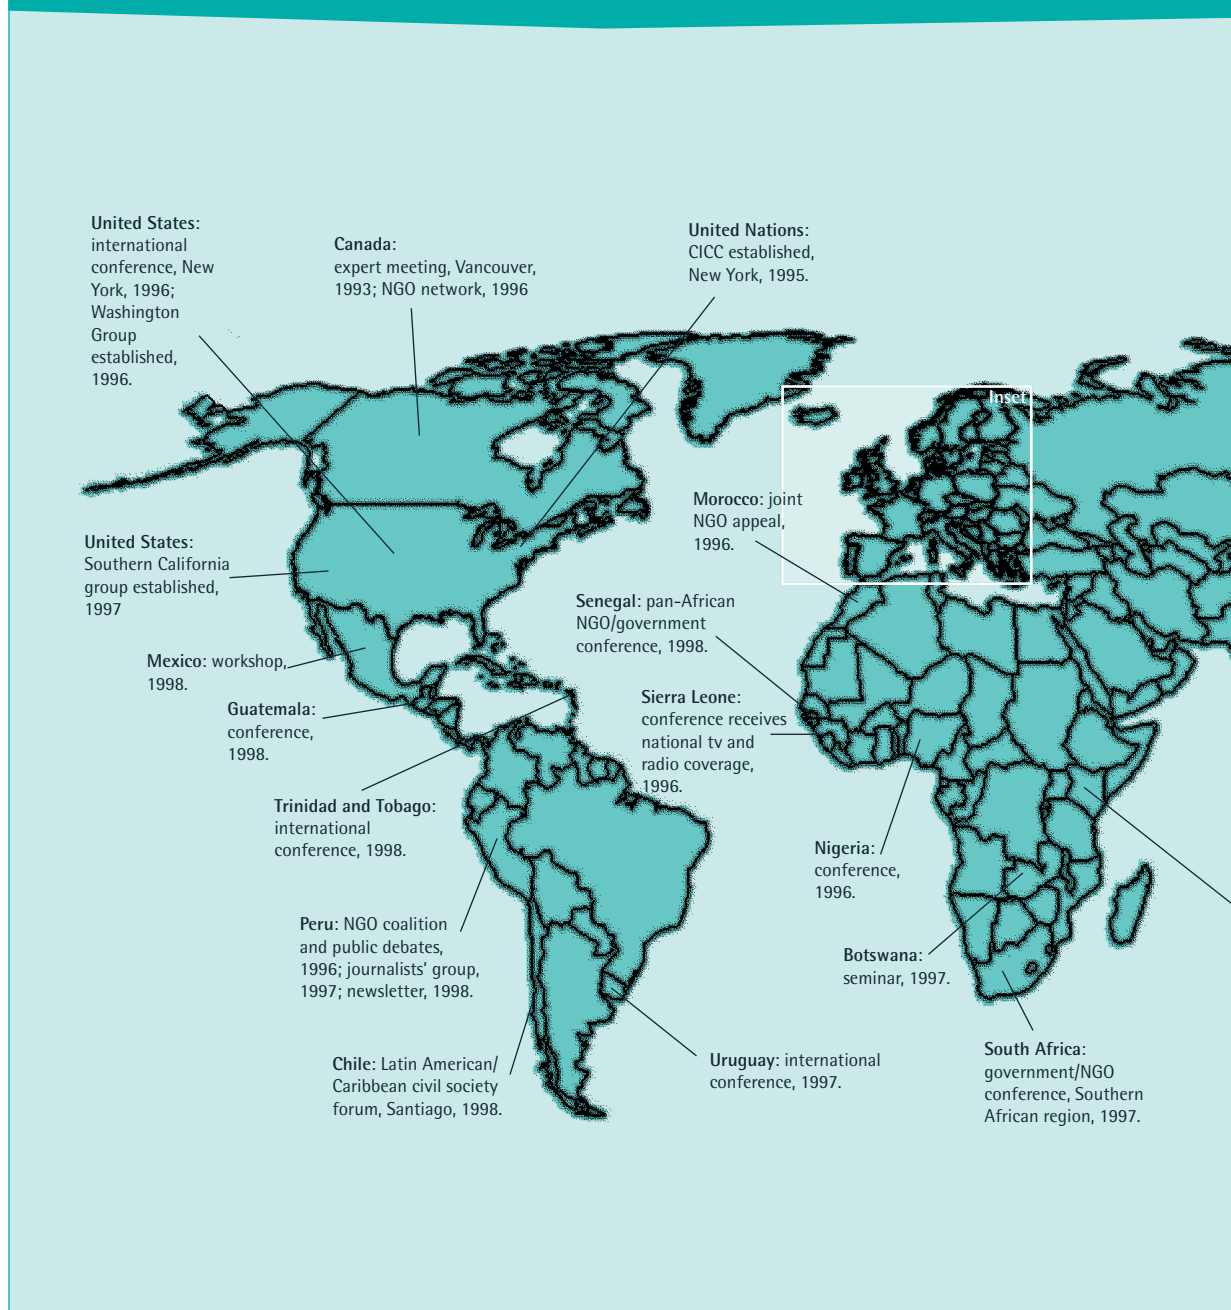 United States:
international
conference, New
York, 1996;
Washington
Group
established,
1996.
Canada:
expert meeting, Vancouver,
1993; NGO network, 1996
United Nations:
CICC established,
New York, 1995.
Inset
Morocco: joint
NGO appeal,
1996.
United States:
Southern California
group established,
1997
Senegal: pan-African
NGO/government
conference, 1998.
Mexico: workshop,
1998.
Guatemala:
conference,
1998.
Sierra Leone:
conference receives
national tv and
radio coverage,
1996.
Trinidad and Tobago:
international
conference, 1998.
Nigeria:
conference,
1996.
Peru: NGO coalition
and public debates,
1996; journalists' group,
1997; newsletter, 1998.
Botswana:
seminar, 1997.
Chile: Latin American/
Caribbean civil society
forum, Santiago, 1998.
Uruguay: international
conference, 1997.
South Africa:
government/NGO
conference, Southern
African region, 1997.